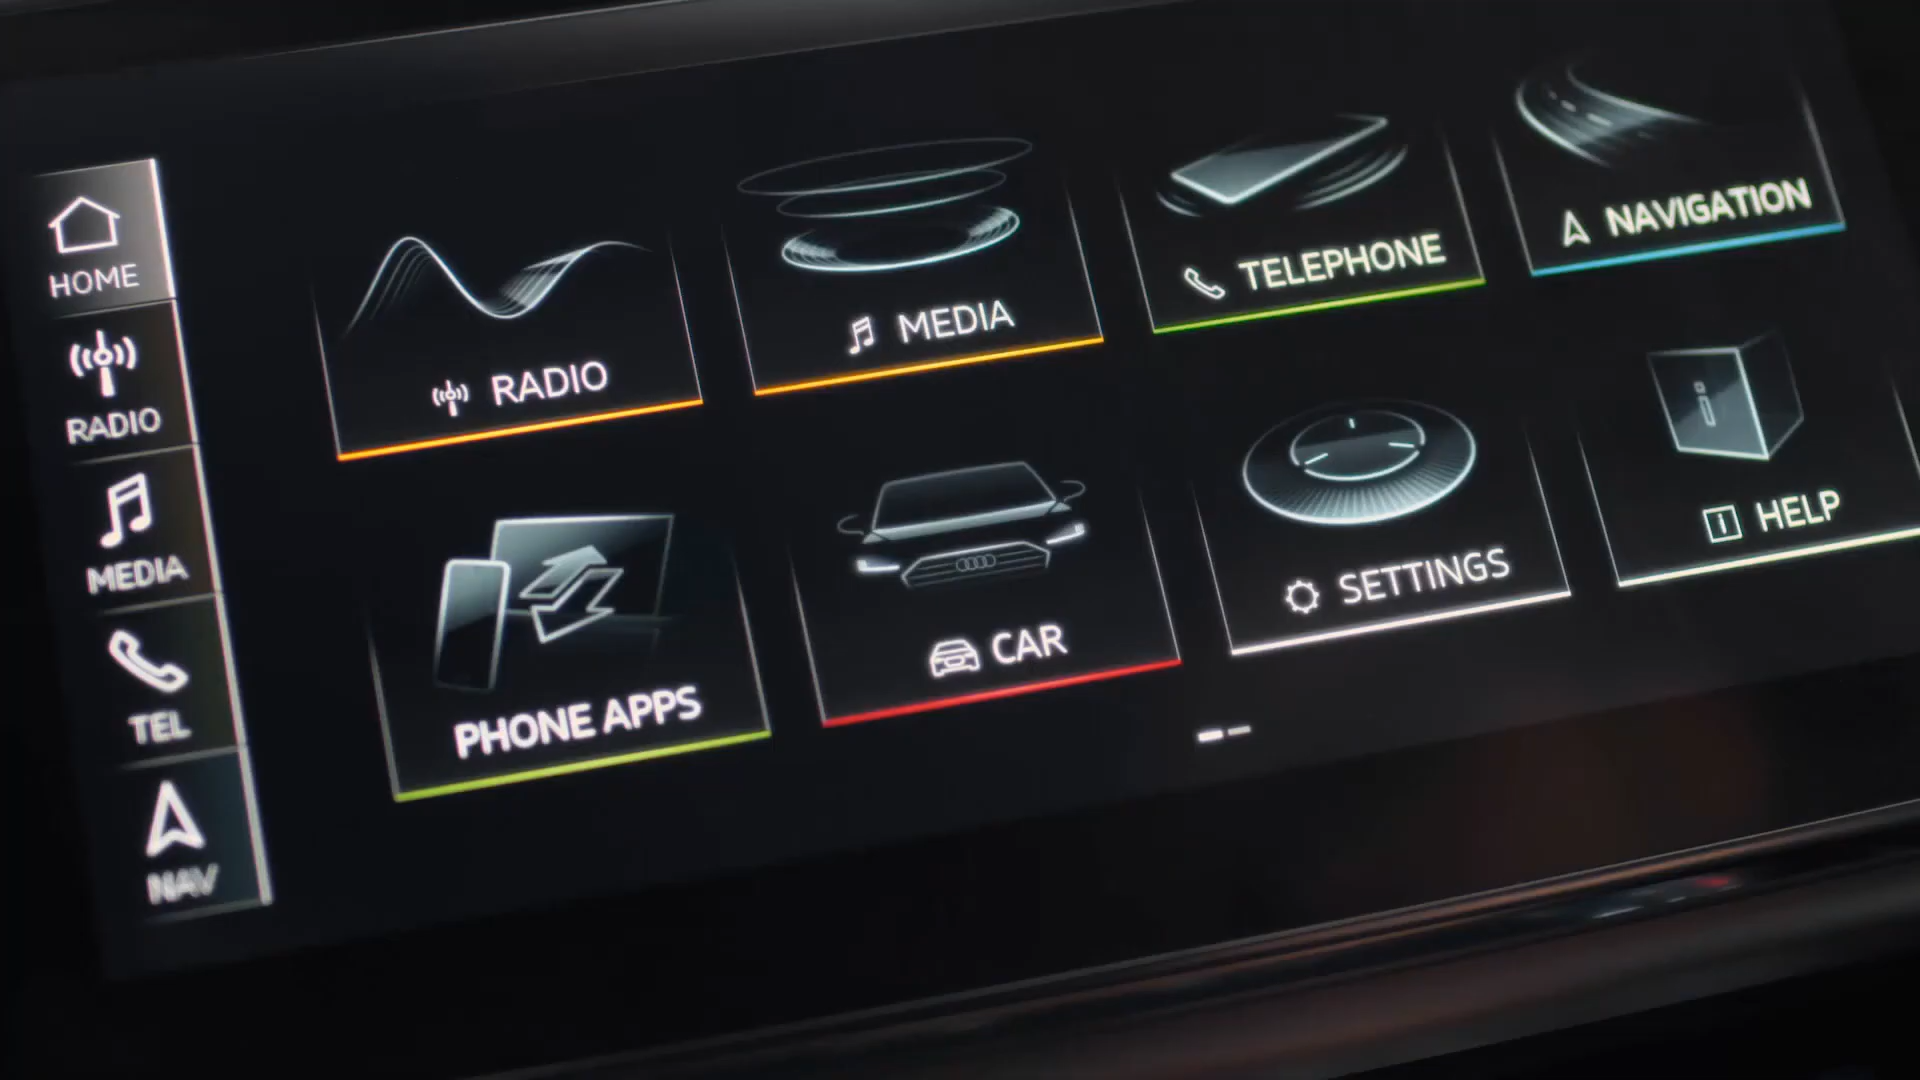 HOME
RADIO
MEDIA
TEL
NAV
RADIO
MEDIA
TELEPHONE
NAVIGATION
PHONE APPS
CAR
SETTINGS
HELP